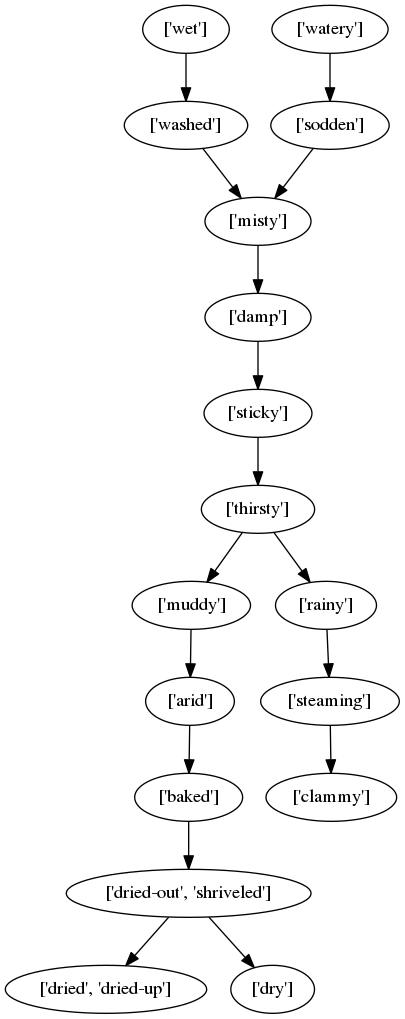 ['wet']
['watery']
['washed']
['sodden']
['misty']
['damp']
['sticky']
['thirsty']
['muddy']
['rainy']
['arid']
['steaming']
['baked']
['clammy']
['dried-out', 'shriveled']
['dried', 'dried-up']
['dry']